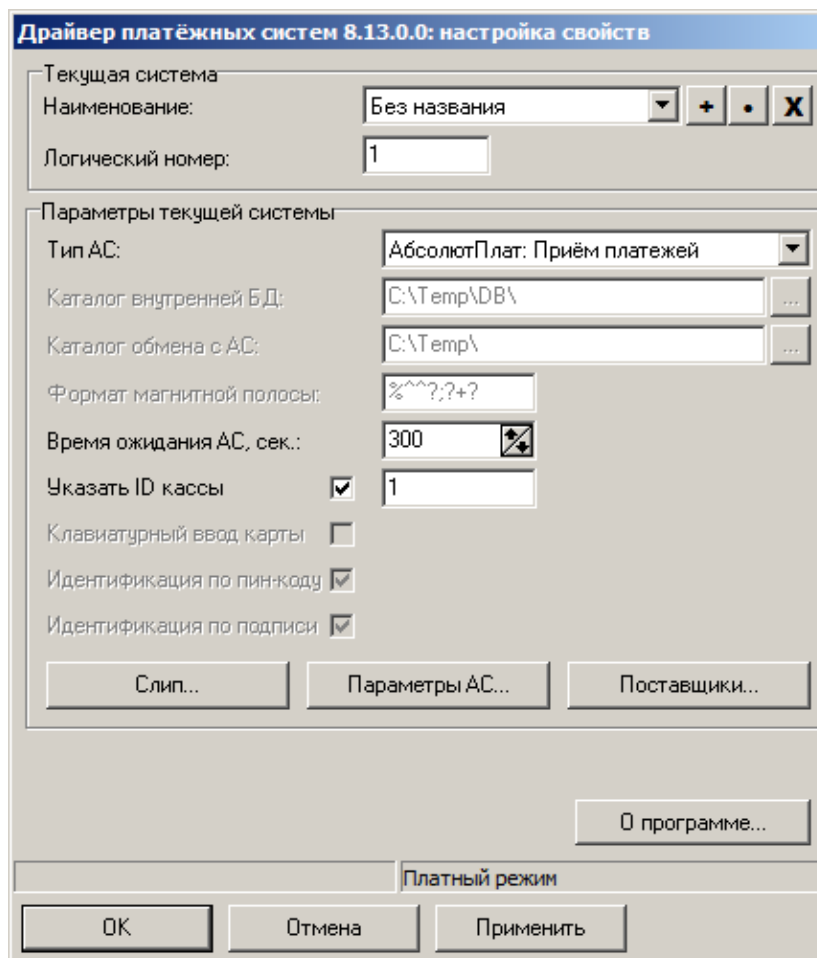 Драйвер платёжных систем 8.13.0.0: настройка свойств
Текущая система
Наименование: Без названия + • X
Логический номер: 1
Параметры текущей системы
Тип АС: АбсолютПлат: Приём платежей
Каталог внутренней БД: C:\Temp\DB\ ...
Каталог обмена с АС: C:\Temp\ ...
Формат магнитной полосы: %^^?;?+?
Время ожидания АС, сек.: 300
Указать ID кассы 1
Клавиатурный ввод карты
Идентификация по пин-коду
Идентификация по подписи
Слип... Параметры АС... Поставщики...
О программе...
Платный режим
OK Отмена Применить